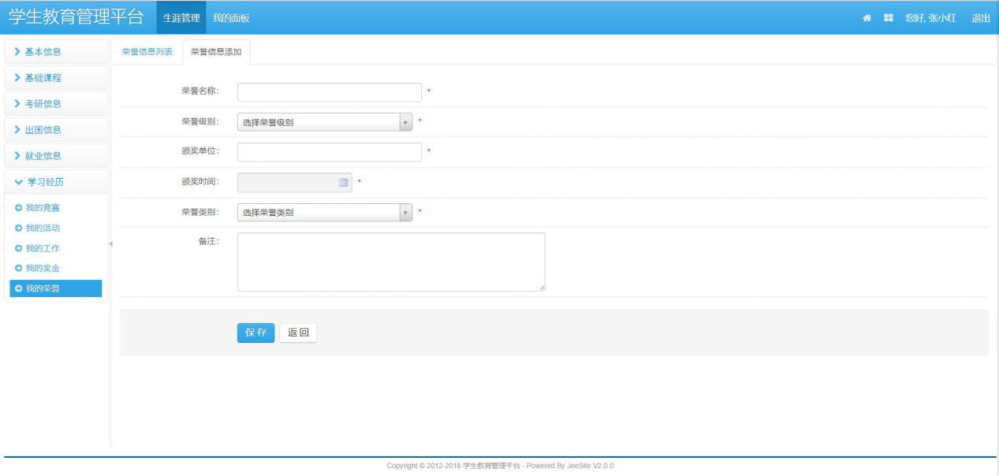 学生教育管理平台 生涯管理 我的面板 您好, 张小红 退出
基本信息
基础课程
考研信息
出国信息
就业信息
学习经历
我的竞赛
我的活动
我的工作
我的奖金
我的荣誉
荣誉信息列表 荣誉信息添加
荣誉名称: *
荣誉级别: 选择荣誉级别 *
颁奖单位: *
颁奖时间: *
荣誉类别: 选择荣誉类别 *
备注:
保存 返回
Copyright © 2012-2018 学生教育管理平台 - Powered By JeeSite V2.0.0